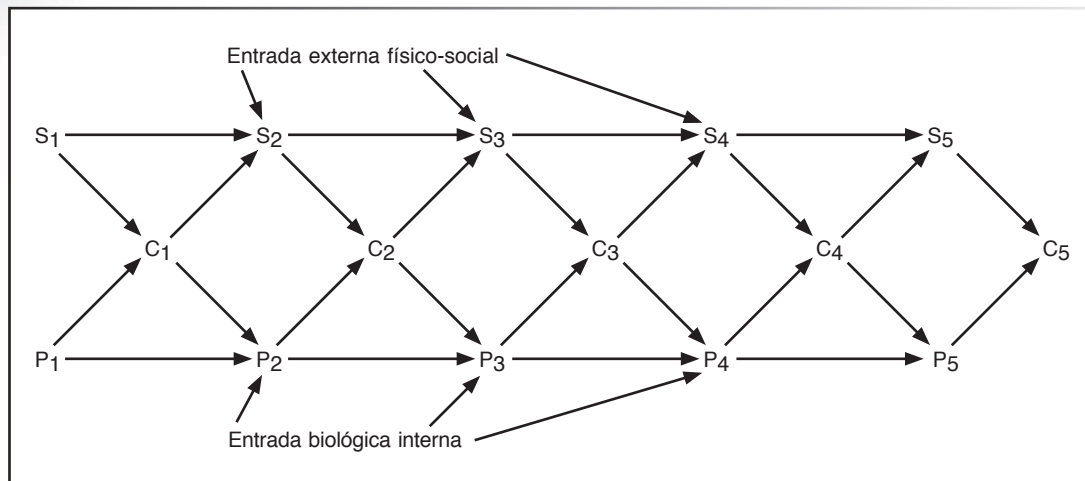 Entrada externa físico-social
S1 S2 S3 S4 S5
C1 C2 C3 C4 C5
P1 P2 P3 P4 P5
Entrada biológica interna